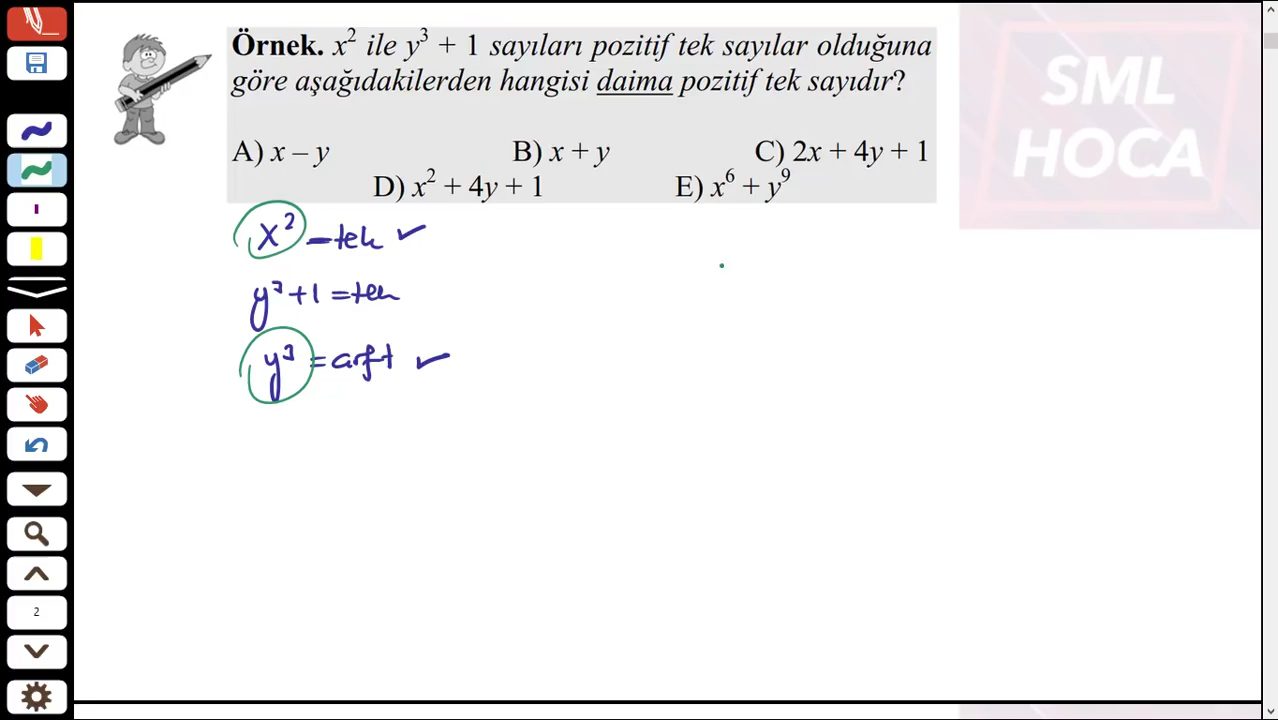 Örnek. x² ile y³ + 1 sayıları pozitif tek sayılar olduğuna
göre aşağıdakilerden hangisi daima pozitif tek sayıdır?
A) x – y B) x + y C) 2x + 4y + 1
D) x² + 4y + 1 E) x⁶ + y⁹
SML
HOCA
x² – tek ✓
y³ + 1 = tek
y³ = çift ✓
2